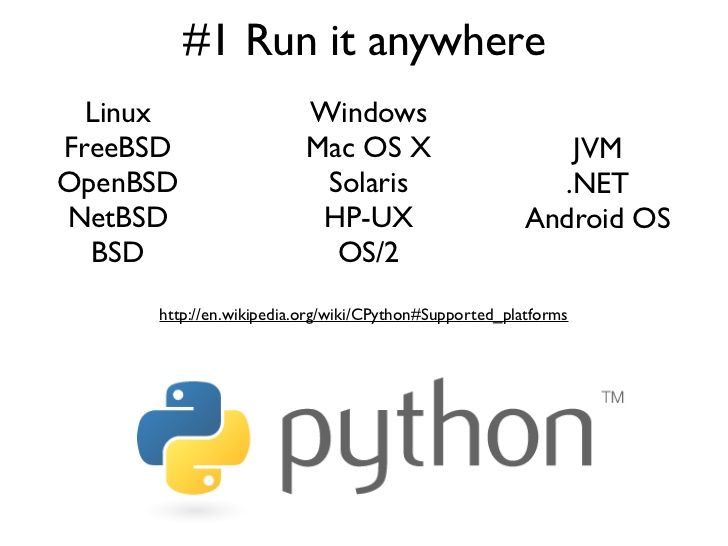 #1 Run it anywhere
Linux
FreeBSD
OpenBSD
NetBSD
BSD
Windows
Mac OS X
Solaris
HP-UX
OS/2
JVM
.NET
Android OS
http://en.wikipedia.org/wiki/CPython#Supported_platforms
python™